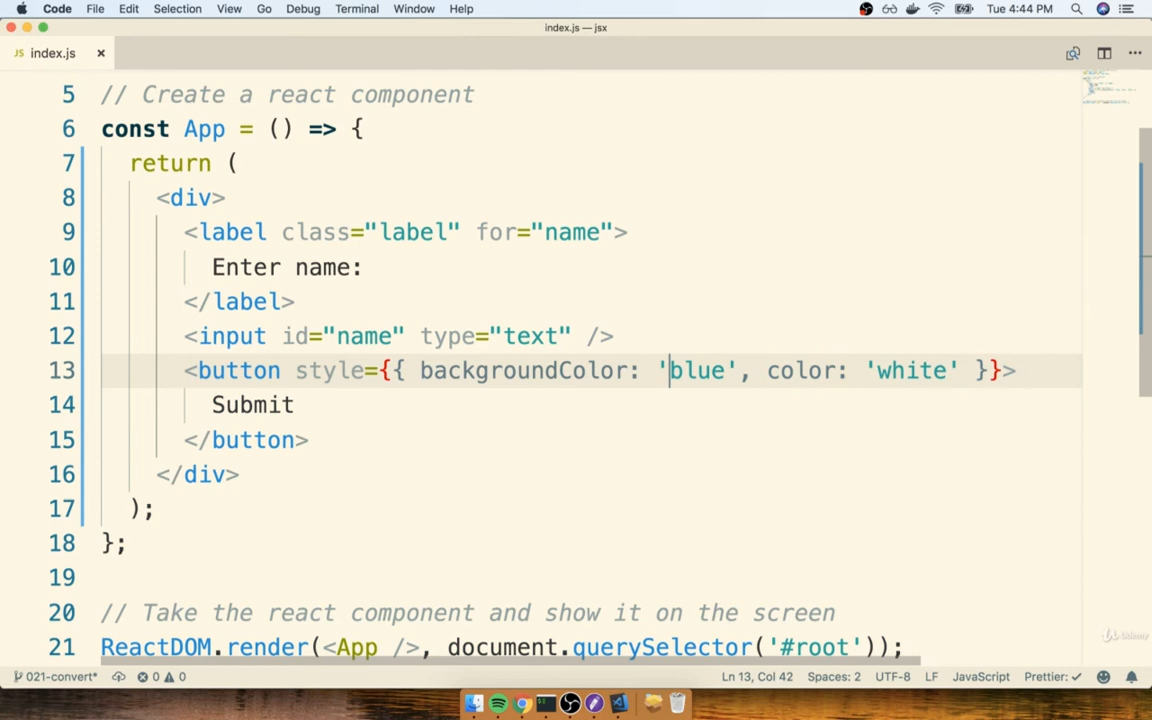 Code File Edit Selection View Go Debug Terminal Window Help Tue 4:44 PM
index.js — jsx
JS index.js ×
5 // Create a react component
6 const App = () => {
7 return (
8 <div>
9 <label class="label" for="name">
10 Enter name:
11 </label>
12 <input id="name" type="text" />
13 <button style={{ backgroundColor: 'blue', color: 'white' }}>
14 Submit
15 </button>
16 </div>
17 );
18 };
19
20 // Take the react component and show it on the screen
21 ReactDOM.render(<App />, document.querySelector('#root'));
Udemy
021-convert* 0 0 Ln 13, Col 42 Spaces: 2 UTF-8 LF JavaScript Prettier: ✓